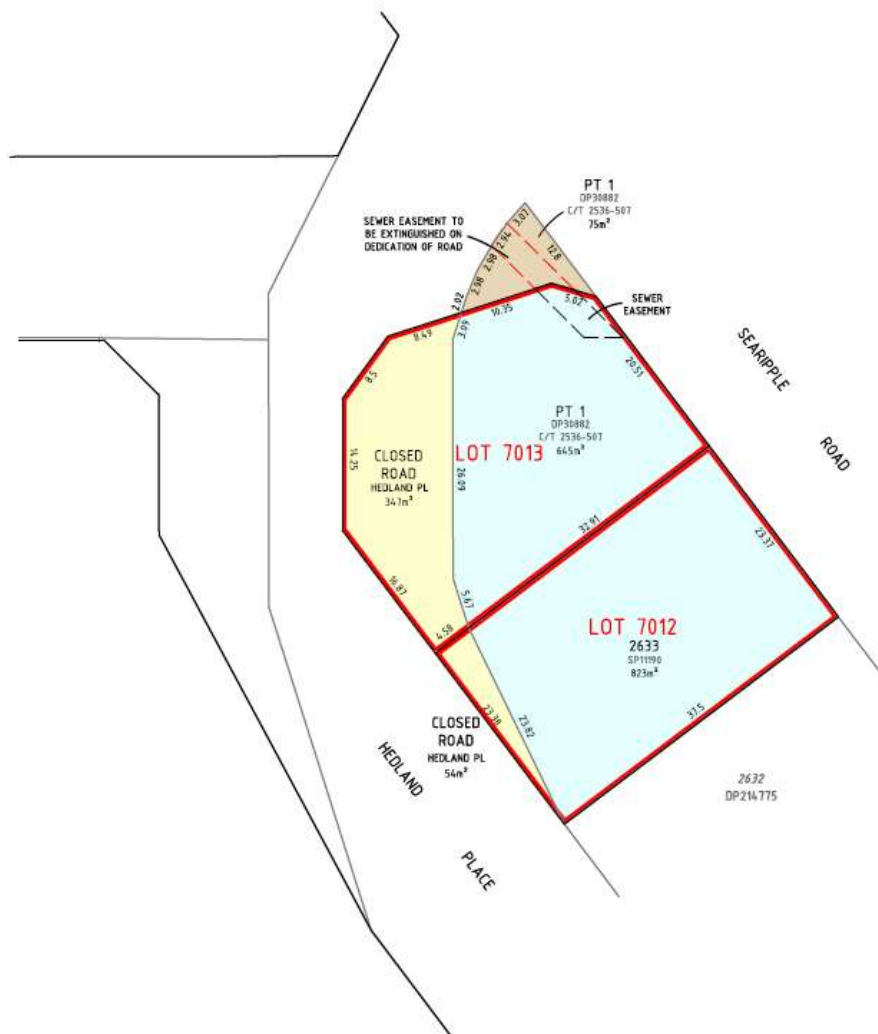 PT 1
DP30882
C/T 2536-507
75m²
SEWER EASEMENT TO
BE EXTINGUISHED ON
DEDICATION OF ROAD
3.07
2.94
2.98
2.98
2.02
12.8
SEWER
EASEMENT
5.02
10.35
3.09
8.49
8.5
20.51
SEARIPPLE
ROAD
PT 1
DP30882
C/T 2536-507
645m²
LOT 7013
CLOSED
ROAD
HEDLAND PL
347m²
14.25
26.09
32.91
23.37
16.87
5.67
4.59
LOT 7012
2633
SP11190
823m²
23.38
23.82
37.5
CLOSED
ROAD
HEDLAND PL
54m²
HEDLAND
PLACE
2632
DP214775